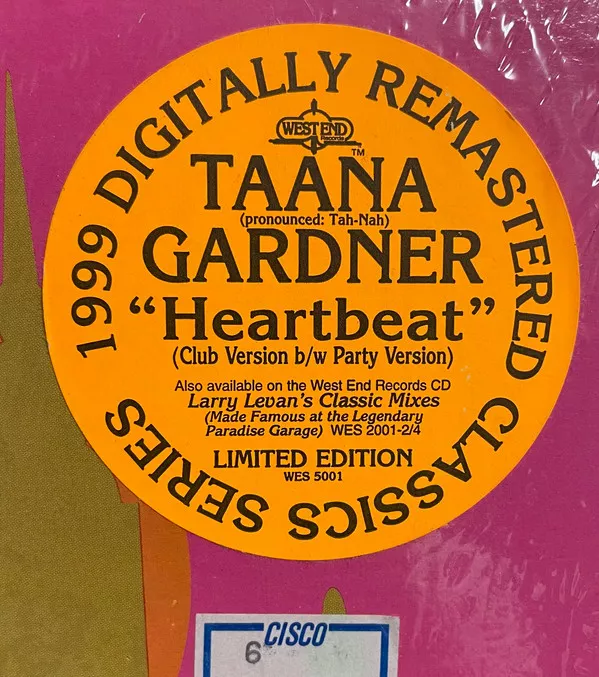 1999 DIGITALLY REMASTERED CLASSICS SERIES
WEST END
Records
TM
TAANA
(pronounced: Tah-Nah)
GARDNER
“Heartbeat”
(Club Version b/w Party Version)
Also available on the West End Records CD
Larry Levan's Classic Mixes
(Made Famous at the Legendary
Paradise Garage) WES 2001-2/4
LIMITED EDITION
WES 5001
CISCO
6